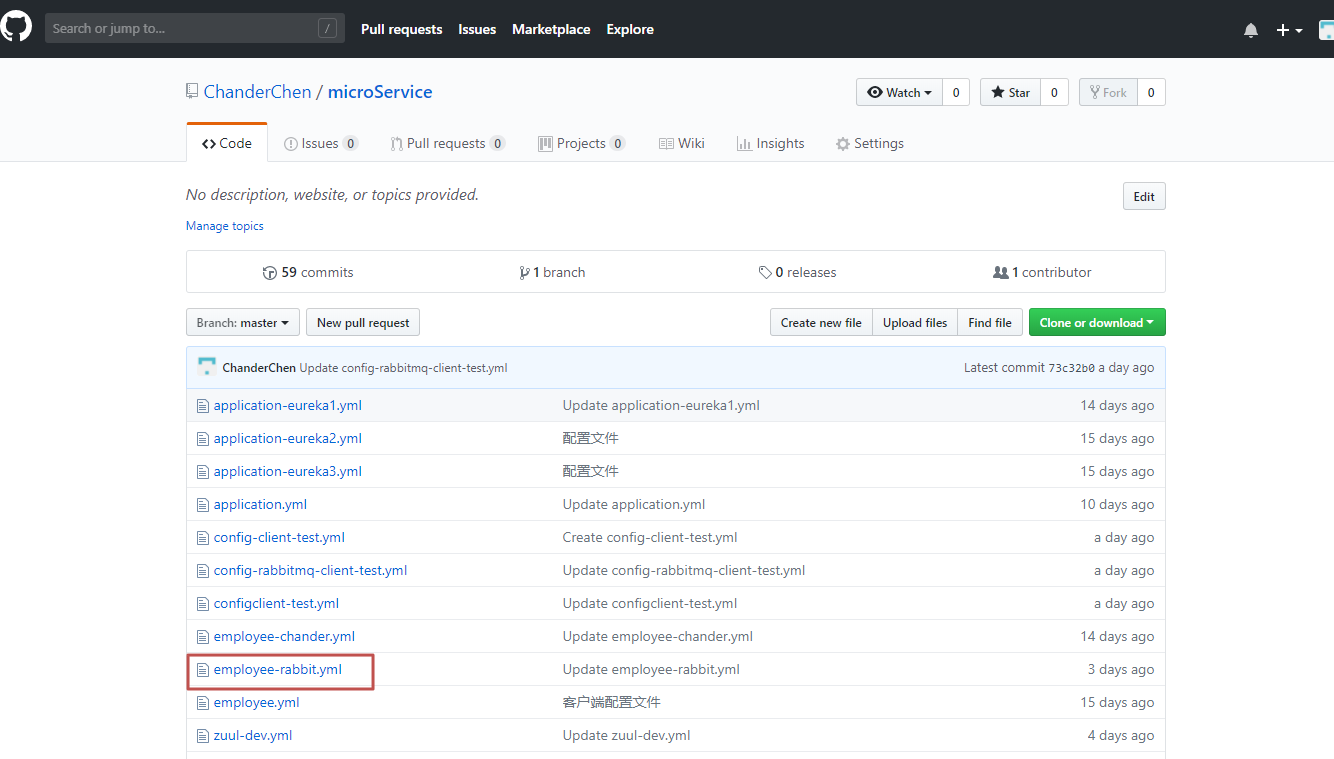 Search or jump to... /
Pull requests Issues Marketplace Explore
ChanderChen / microService
Watch 0 Star 0 Fork 0
Code Issues 0 Pull requests 0 Projects 0 Wiki Insights Settings
No description, website, or topics provided.
Edit
Manage topics
59 commits 1 branch 0 releases 1 contributor
Branch: master New pull request Create new file Upload files Find file Clone or download
ChanderChen Update config-rabbitmq-client-test.yml Latest commit 73c32b0 a day ago
application-eureka1.yml Update application-eureka1.yml 14 days ago
application-eureka2.yml 配置文件 15 days ago
application-eureka3.yml 配置文件 15 days ago
application.yml Update application.yml 10 days ago
config-client-test.yml Create config-client-test.yml a day ago
config-rabbitmq-client-test.yml Update config-rabbitmq-client-test.yml a day ago
configclient-test.yml Update configclient-test.yml a day ago
employee-chander.yml Update employee-chander.yml 14 days ago
employee-rabbit.yml Update employee-rabbit.yml 3 days ago
employee.yml 客户端配置文件 15 days ago
zuul-dev.yml Update zuul-dev.yml 4 days ago